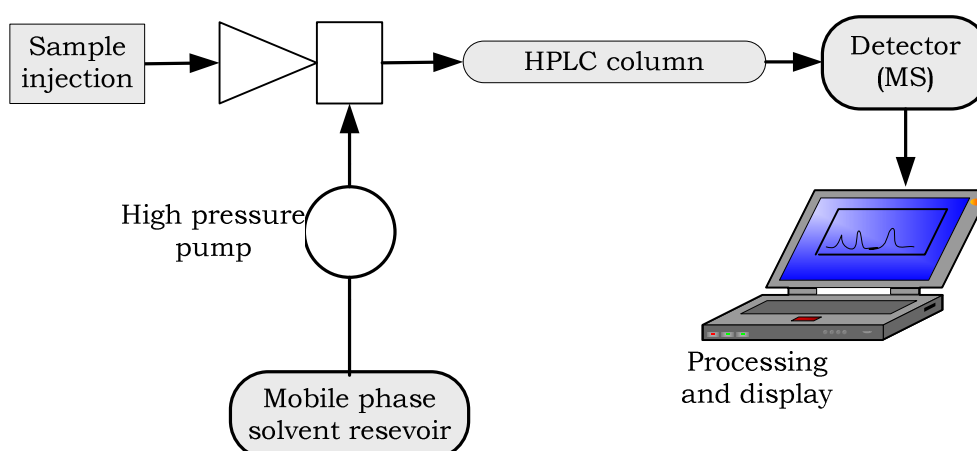 Sample
injection
HPLC column
Detector
(MS)
High pressure
pump
Mobile phase
solvent resevoir
Processing
and display